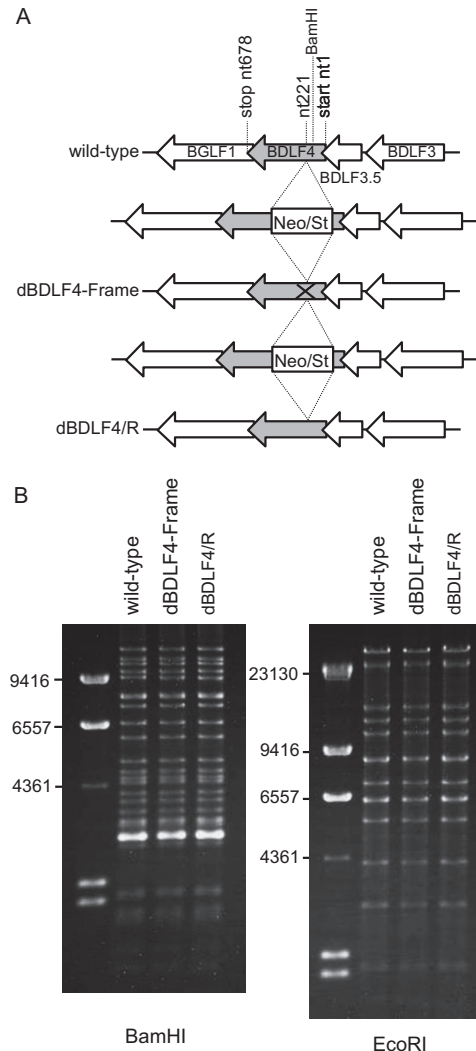 A
stop nt678
nt221
BamHI
start nt1
wild-type
BGLF1
BDLF4
BDLF3
BDLF3.5
Neo/St
dBDLF4-Frame
Neo/St
dBDLF4/R
B
wild-type
dBDLF4-Frame
dBDLF4/R
9416
6557
4361
BamHI
wild-type
dBDLF4-Frame
dBDLF4/R
23130
9416
6557
4361
EcoRI